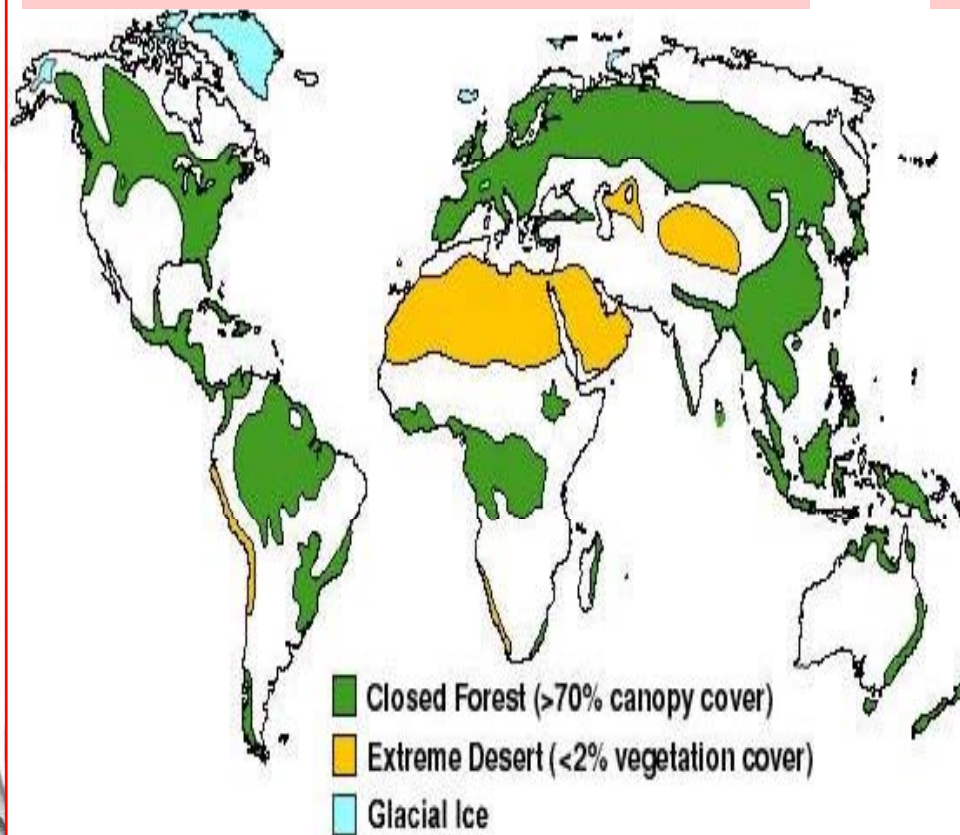 Closed Forest (>70% canopy cover)
Extreme Desert (<2% vegetation cover)
Glacial Ice